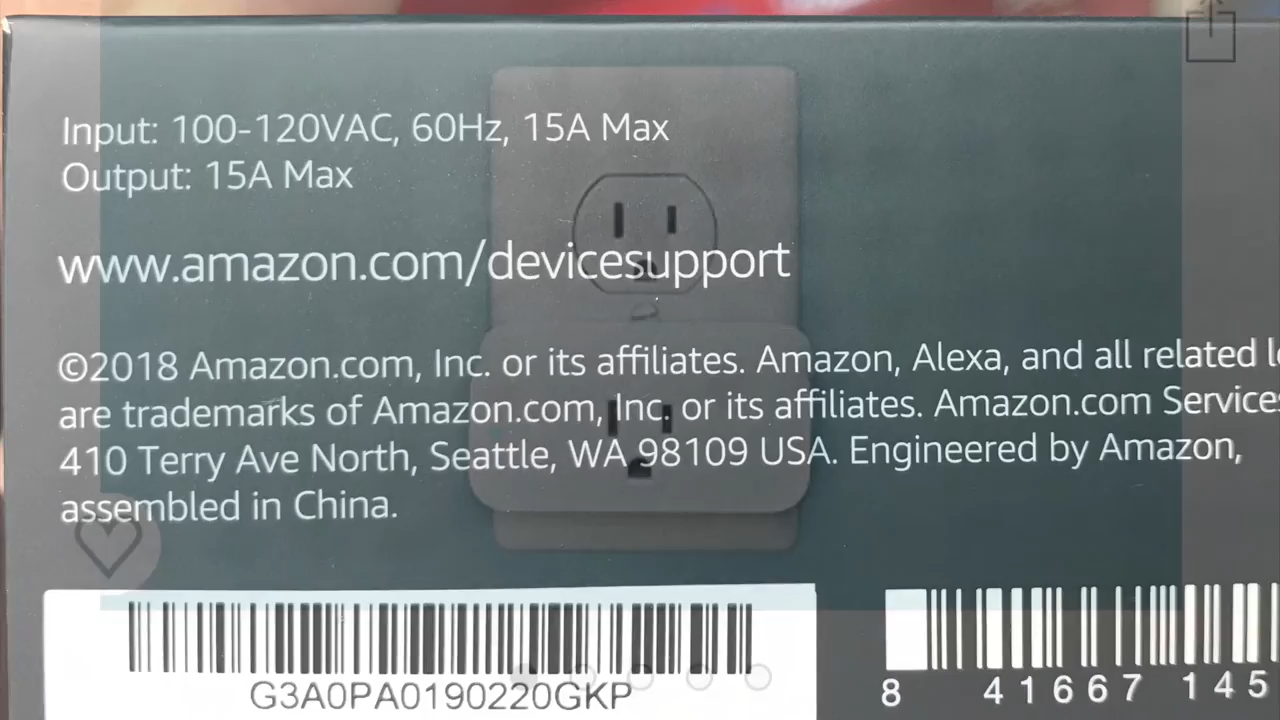 Input: 100-120VAC, 60Hz, 15A Max
Output: 15A Max
www.amazon.com/devicesupport
©2018 Amazon.com, Inc. or its affiliates. Amazon, Alexa, and all related
are trademarks of Amazon.com, Inc. or its affiliates. Amazon.com Services
410 Terry Ave North, Seattle, WA 98109 USA. Engineered by Amazon,
assembled in China.
G3A0PA0190220GKP
8 41667 145